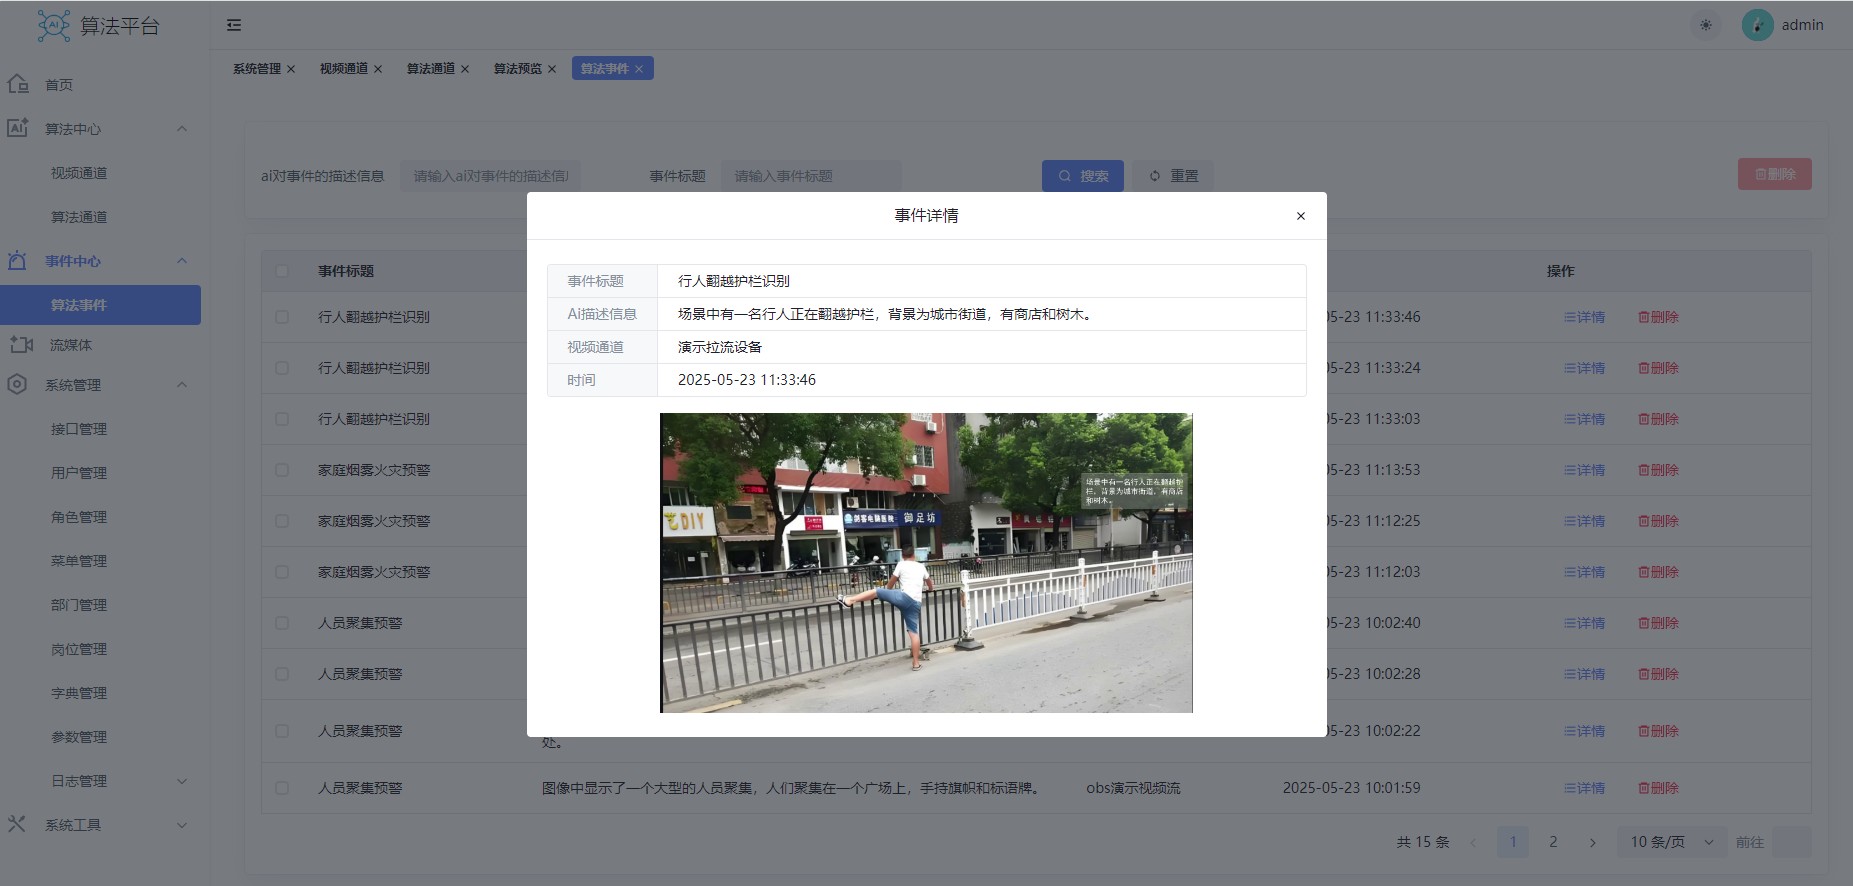 AI 算法平台
admin
系统管理 × 视频通道 × 算法通道 × 算法预览 × 算法事件 ×
首页
算法中心
视频通道
算法通道
事件中心
算法事件
流媒体
系统管理
接口管理
用户管理
角色管理
菜单管理
部门管理
岗位管理
字典管理
参数管理
日志管理
系统工具
ai对事件的描述信息 请输入ai对事件的描述信 事件标题 请输入事件标题 搜索 重置 删除
事件标题 操作
行人翻越护栏识别 05-23 11:33:46 详情 删除
行人翻越护栏识别 05-23 11:33:24 详情 删除
行人翻越护栏识别 05-23 11:33:03 详情 删除
家庭烟雾火灾预警 05-23 11:13:53 详情 删除
家庭烟雾火灾预警 05-23 11:12:25 详情 删除
家庭烟雾火灾预警 05-23 11:12:03 详情 删除
人员聚集预警 05-23 10:02:40 详情 删除
人员聚集预警 05-23 10:02:28 详情 删除
人员聚集预警 处。 05-23 10:02:22 详情 删除
人员聚集预警 图像中显示了一个大型的人员聚集，人们聚集在一个广场上，手持旗帜和标语牌。 obs演示视频流 2025-05-23 10:01:59 详情 删除
共 15 条 1 2 10 条/页 前往
事件详情 ×
事件标题 行人翻越护栏识别
Ai描述信息 场景中有一名行人正在翻越护栏，背景为城市街道，有商店和树木。
视频通道 演示拉流设备
时间 2025-05-23 11:33:46
场景中有一名行人正在翻越护
栏，背景为城市街道，有商店
和树木。
艺DIY
电脑医院
御足坊